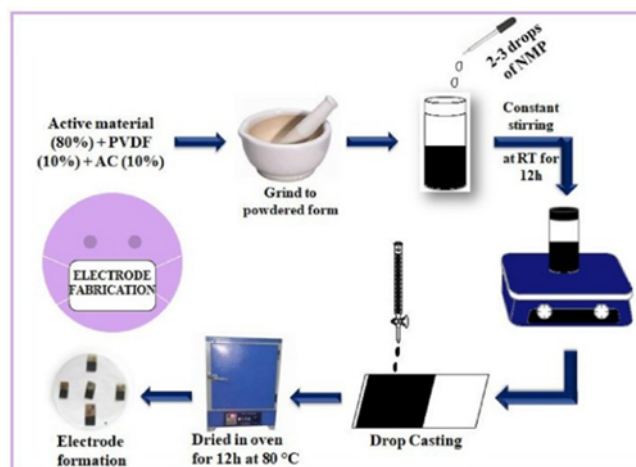 Active material
(80%) + PVDF
(10%) + AC (10%)
Grind to
powdered form
2-3 drops
of NMP
Constant
stirring
at RT for
12h
ELECTRODE
FABRICATION
Drop Casting
Dried in oven
for 12h at 80 °C
Electrode
formation